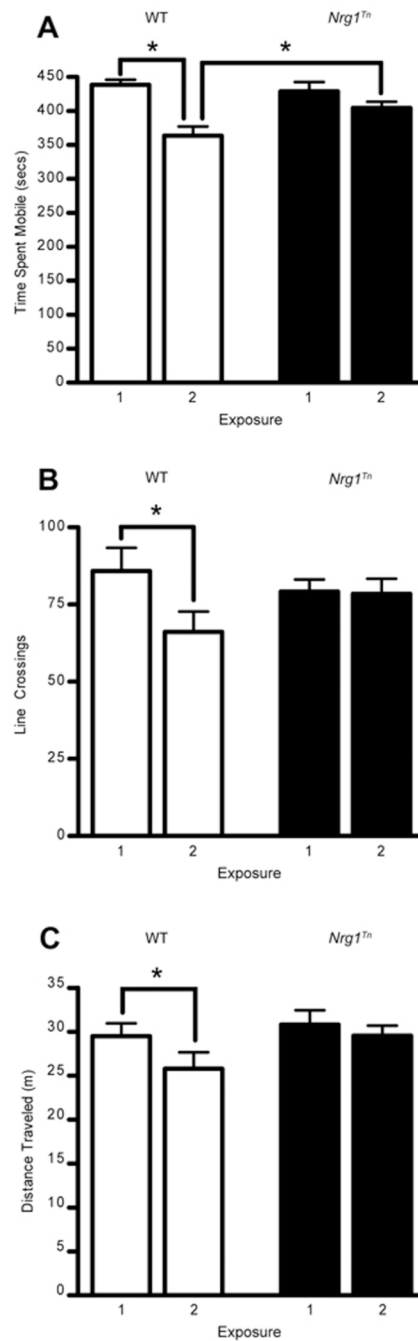 A
WT Nrg1ᵀⁿ
* *
450
400
350
300
250
200
150
100
50
0
Time Spent Mobile (secs)
1 2 1 2
Exposure
B
WT Nrg1ᵀⁿ
*
100
75
50
25
0
Line Crossings
1 2 1 2
Exposure
C
WT Nrg1ᵀⁿ
*
35
30
25
20
15
10
5
0
Distance Traveled (m)
1 2 1 2
Exposure